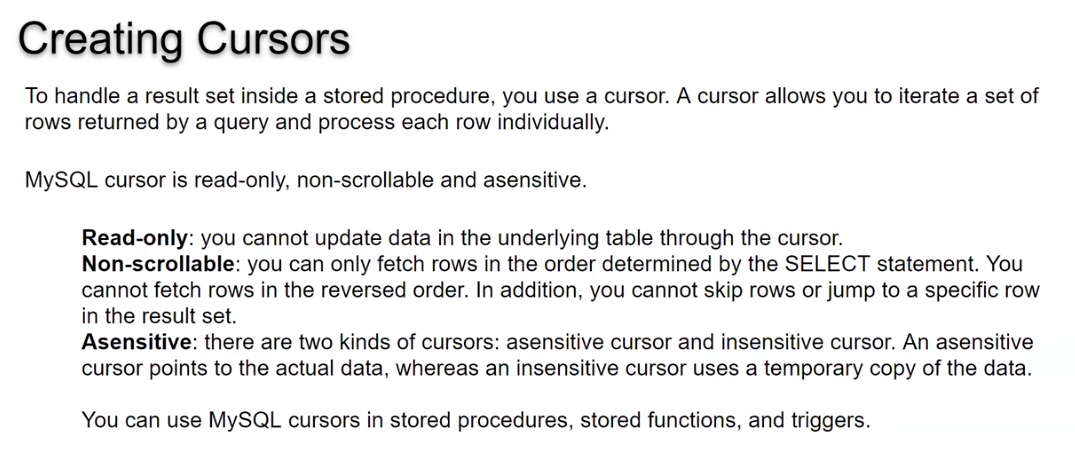 Creating Cursors
To handle a result set inside a stored procedure, you use a cursor. A cursor allows you to iterate a set of
rows returned by a query and process each row individually.
MySQL cursor is read-only, non-scrollable and asensitive.
Read-only: you cannot update data in the underlying table through the cursor.
Non-scrollable: you can only fetch rows in the order determined by the SELECT statement. You
cannot fetch rows in the reversed order. In addition, you cannot skip rows or jump to a specific row
in the result set.
Asensitive: there are two kinds of cursors: asensitive cursor and insensitive cursor. An asensitive
cursor points to the actual data, whereas an insensitive cursor uses a temporary copy of the data.
You can use MySQL cursors in stored procedures, stored functions, and triggers.